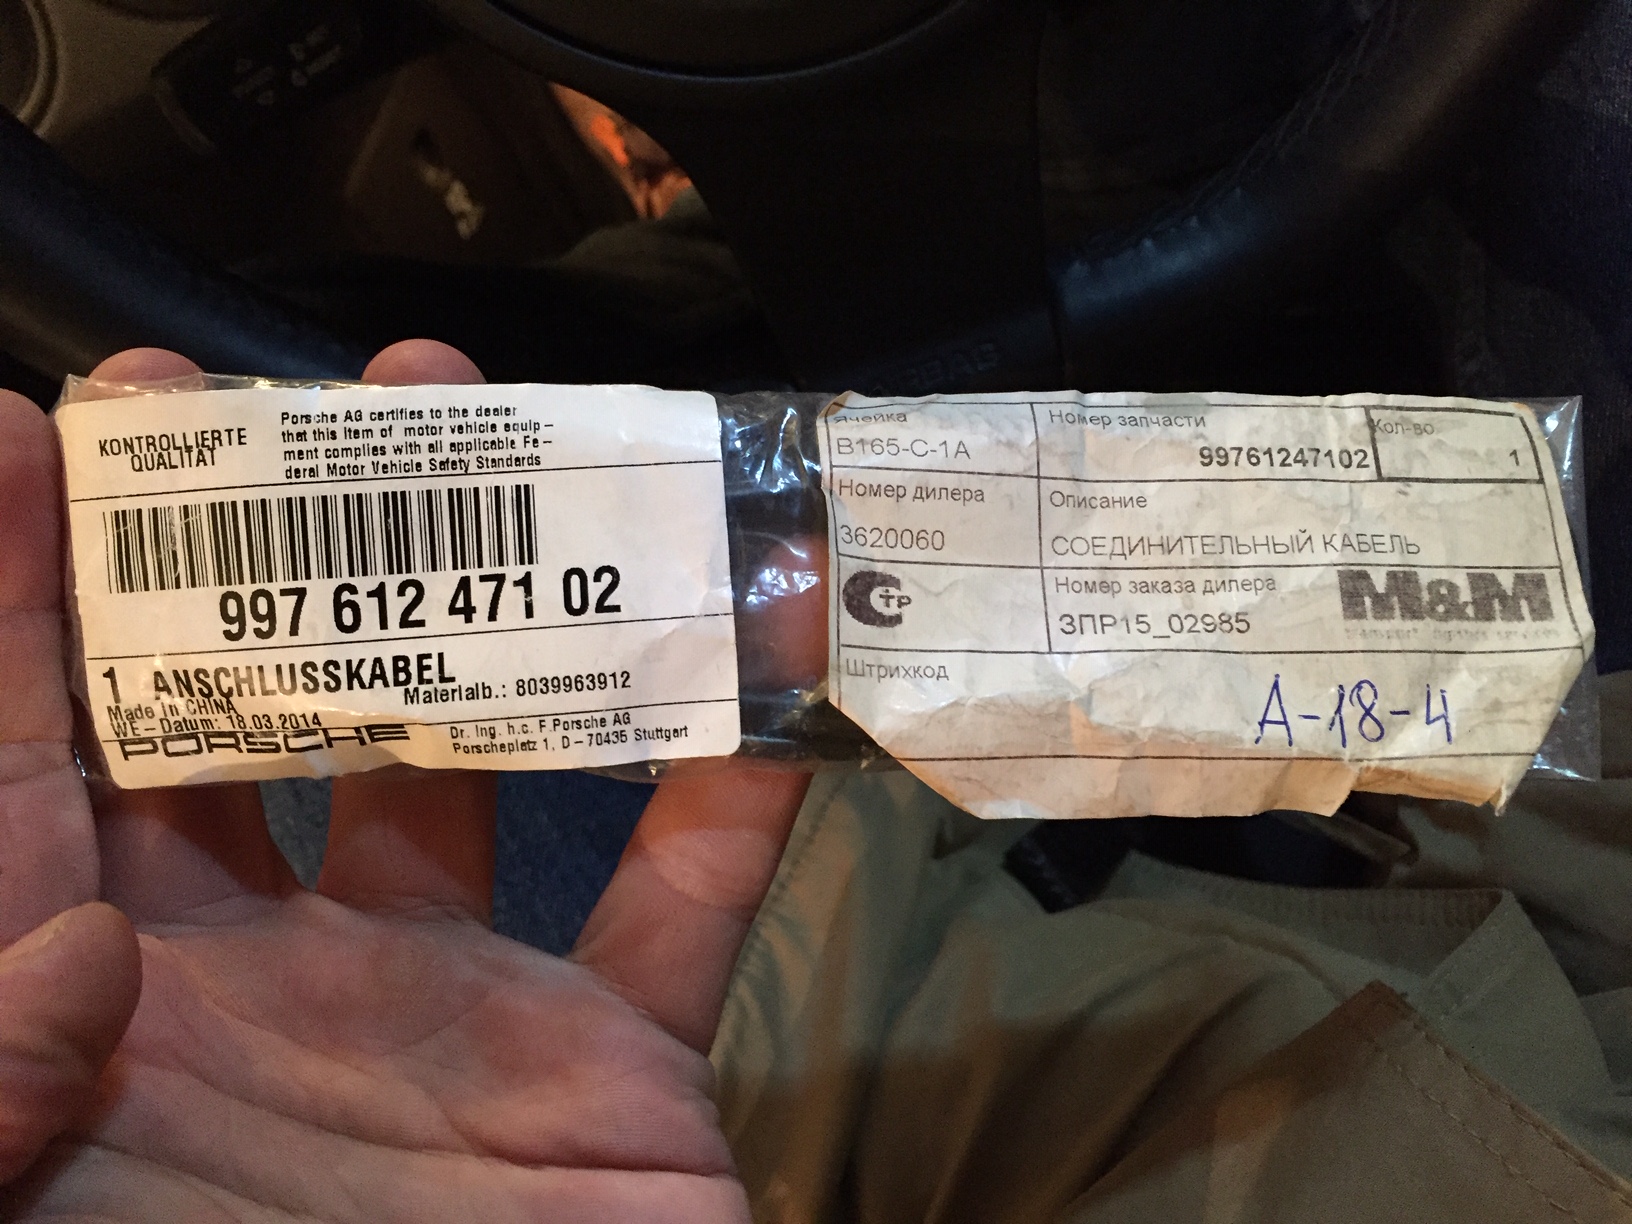 KONTROLLIERTE
QUALITÄT
Porsche AG certifies to the dealer
that this item of motor vehicle equip-
ment complies with all applicable Fe-
deral Motor Vehicle Safety Standards
997 612 471 02
1 ANSCHLUSSKABEL
Materialb.: 8039963912
Made in CHINA
WE-Datum: 18.03.2014
PORSCHE
Dr. Ing. h.c. F.Porsche AG
Porscheplatz 1, D-70435 Stuttgart
Ячейка
B165-C-1A
Номер запчасти
99761247102
Кол-во
1
Номер дилера
3620060
Описание
СОЕДИНИТЕЛЬНЫЙ КАБЕЛЬ
СТР
Номер заказа дилера
ЗПР15_02985
M&M
Штрихкод
A-18-4
AIRBAG